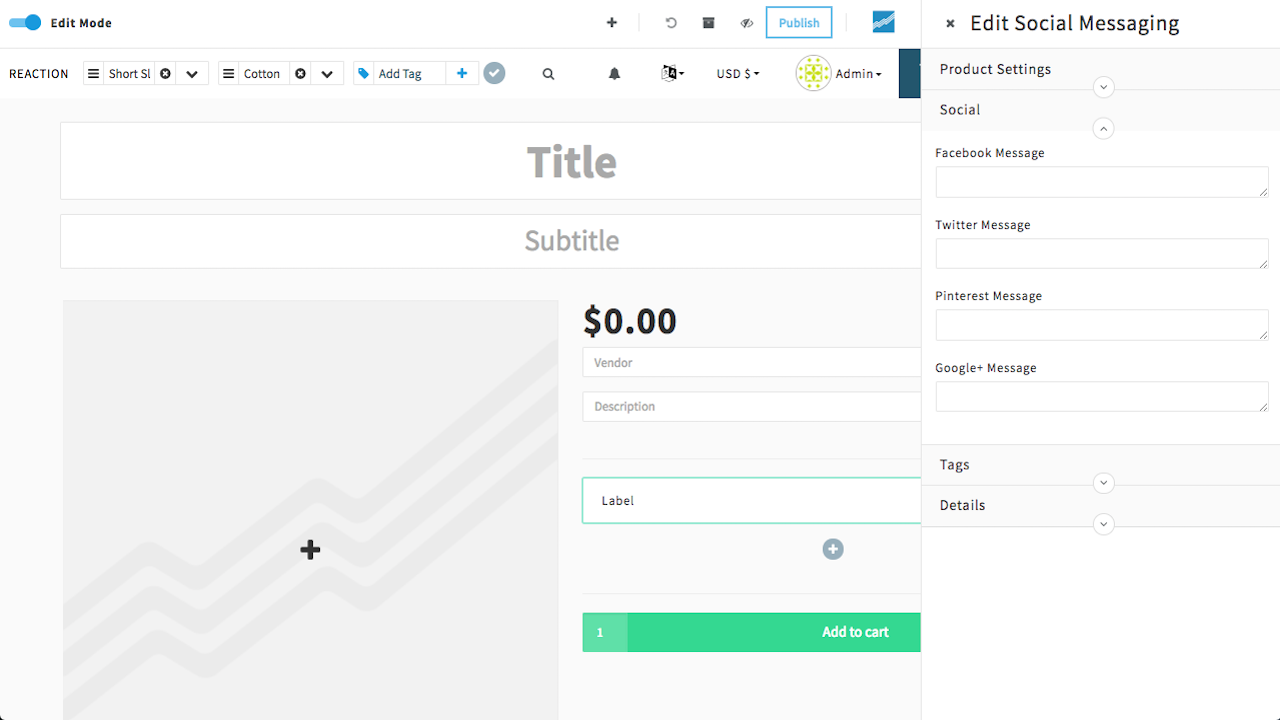 Edit Mode
Publish
REACTION
Short Sl
Cotton
Add Tag
USD $
Admin
Title
Subtitle
$0.00
Vendor
Description
Label
1
Add to cart
Edit Social Messaging
Product Settings
Social
Facebook Message
Twitter Message
Pinterest Message
Google+ Message
Tags
Details